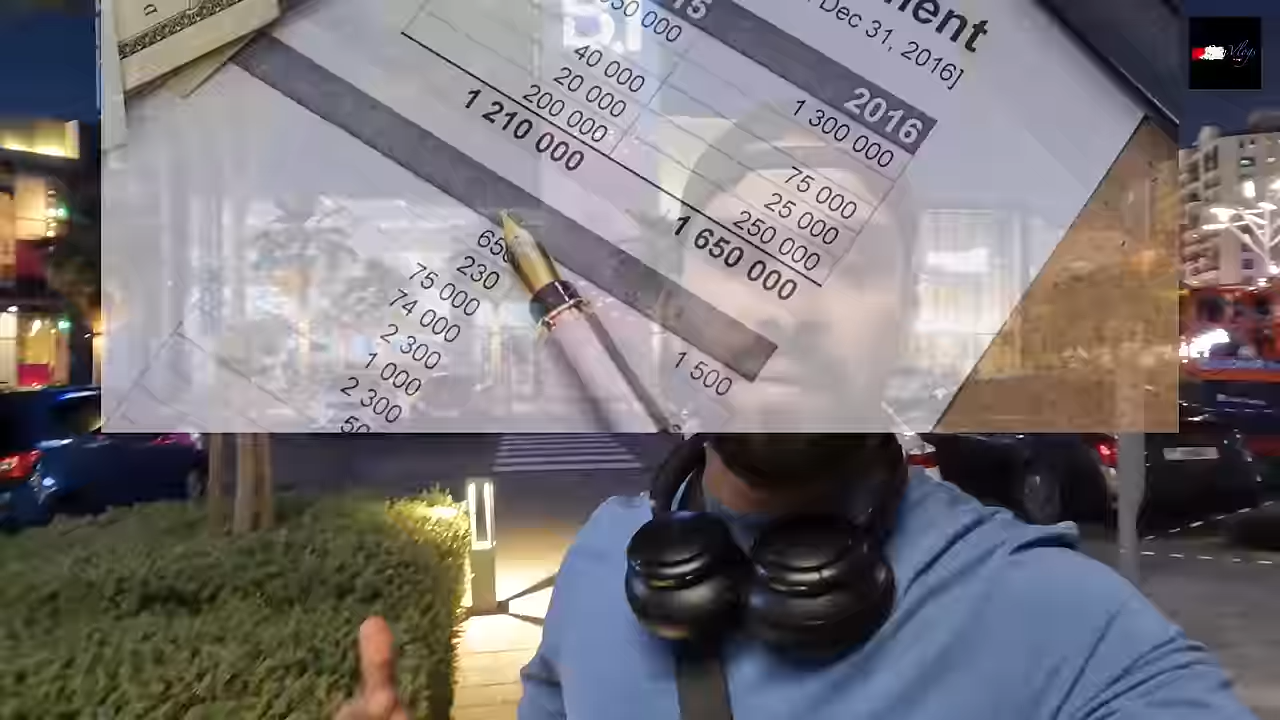 ment
Dec 31, 2016]
2016
1 300 000
75 000
25 000
250 000
1 650 000
1 500
15
40 000
20 000
200 000
1 210 000
230
75 000
74 000
2 300
1 000
2 300
Vlogs